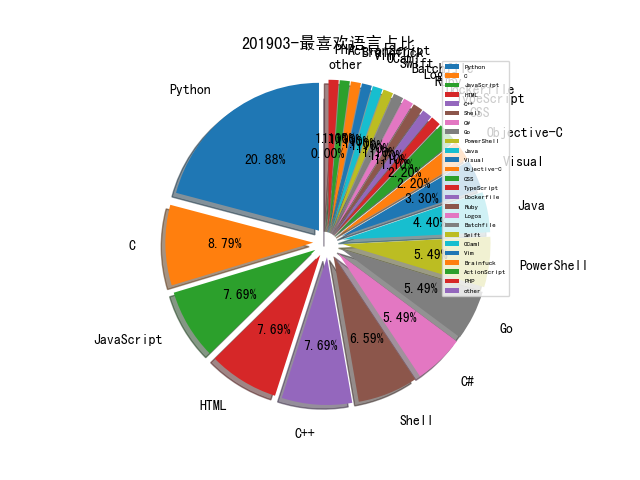 201903-最喜欢语言占比
Python
20.88%
C
8.79%
JavaScript
7.69%
HTML
7.69%
C++
7.69%
Shell
6.59%
C#
5.49%
Go
5.49%
PowerShell
5.49%
Java
4.40%
Visual
3.30%
Objective-C
2.20%
CSS
2.20%
other
0.00%
Python
C
JavaScript
HTML
C++
Shell
C#
Go
PowerShell
Java
Visual
Objective-C
CSS
TypeScript
Dockerfile
Ruby
Logos
Batchfile
Swift
OCaml
Vim
Brainfuck
ActionScript
PHP
other